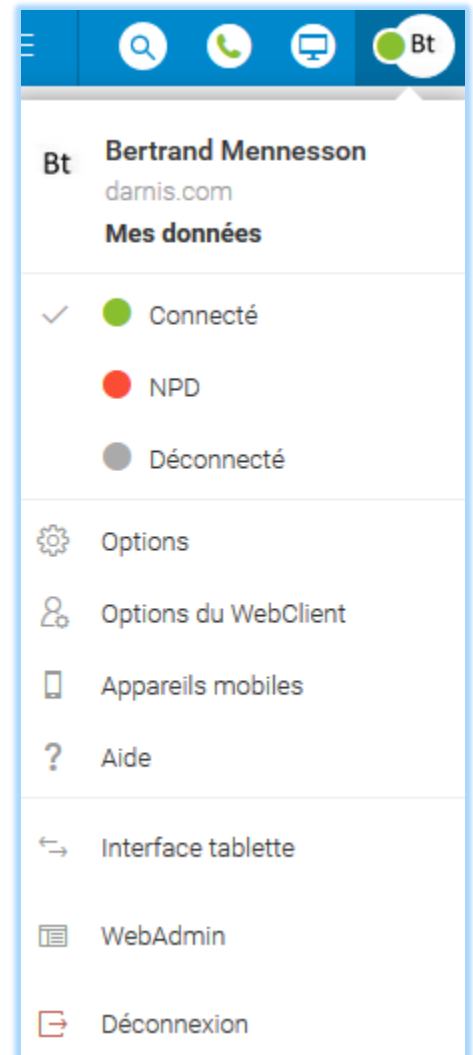 Bt
Bt
Bertrand Mennesson
darnis.com
Mes données
Connecté
NPD
Déconnecté
Options
Options du WebClient
Appareils mobiles
? Aide
Interface tablette
WebAdmin
Déconnexion